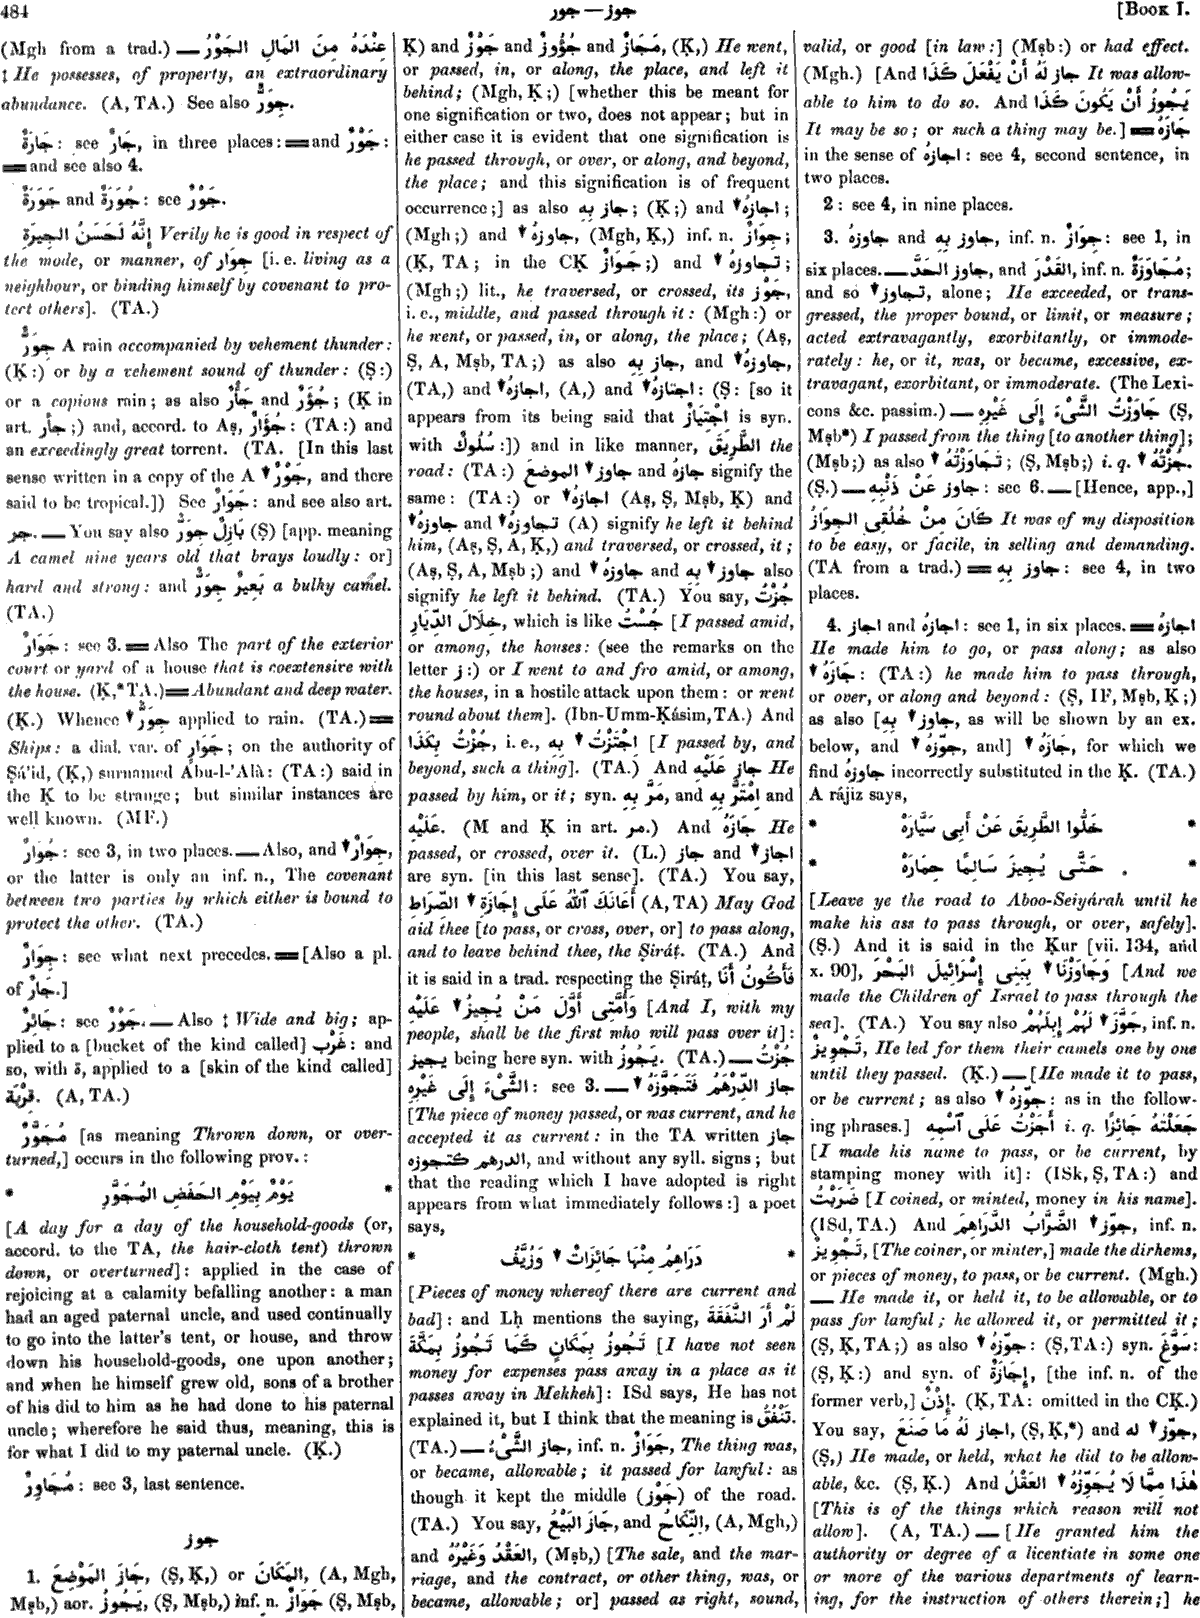 484
جور — جوز
[BOOK I.
(Mgh from a trad.) — عِنْدَهُ مِنَ المَالِ الجَوْرُ
‡ He possesses, of property, an extraordinary
abundance. (A, TA.) See also جِوَرٌّ.
جَارَةٌ : see جَارٌ, in three places : = and جَوْرٌ :
= and see also 4.
جَوَرَةٌ and جُوَرَةٌ : see جَوْرٌ.
إِنَّهُ لَحَسَنُ الجِيرَةِ Verily he is good in respect of
the mode, or manner, of جِوَار [i. e. living as a
neighbour, or binding himself by covenant to pro-
tect others]. (TA.)
جِوَرٌّ A rain accompanied by vehement thunder :
(Ḳ :) or by a vehement sound of thunder : (Ṣ :)
or a copious rain ; as also جَأْرٌ and جُؤَرٌ ; (Ḳ in
art. جأر ;) and, accord. to Aṣ, جُؤَارٌ : (TA :) and
an exceedingly great torrent. (TA. [In this last
sense written in a copy of the A ▼ جَوْرٌ, and there
said to be tropical.]) See جَوَارٌ : and see also art.
جر. — You say also بَازِلٌ جِوَرٌّ (Ṣ) [app. meaning
A camel nine years old that brays loudly : or]
hard and strong : and بَعِيرٌ جِوَرٌّ a bulky camel.
(TA.)
جَوَارٌ : see 3. = Also The part of the exterior
court or yard of a house that is coextensive with
the house. (Ḳ,* TA.) = Abundant and deep water.
(Ḳ.) Whence ▼ جِوَرٌّ applied to rain. (TA.) =
Ships : a dial. var. of جَوَارٍ ; on the authority of
Ṣá'id, (Ḳ,) surnamed Abu-l-'Alà : (TA :) said in
the Ḳ to be strange ; but similar instances are
well known. (MF.)
جُوَارٌ : see 3, in two places. — Also, and ▼ جِوَارٌ,
or the latter is only an inf. n., The covenant
between two parties by which either is bound to
protect the other. (TA.)
جِوَارٌ : see what next precedes. = [Also a pl.
of جَارٌ.]
جَائِرٌ : see جَوْرٌ. — Also ‡ Wide and big ; ap-
plied to a [bucket of the kind called] غَرْب : and
so, with ة, applied to a [skin of the kind called]
قِرْبَة. (A, TA.)
مُجَوَّرٌ [as meaning Thrown down, or over-
turned,] occurs in the following prov. :
* يَوْمٌ بِيَوْمِ الحَفَضِ المُجَوَّرِ *
[A day for a day of the household-goods (or,
accord. to the TA, the hair-cloth tent) thrown
down, or overturned] : applied in the case of
rejoicing at a calamity befalling another : a man
had an aged paternal uncle, and used continually
to go into the latter's tent, or house, and throw
down his household-goods, one upon another ;
and when he himself grew old, sons of a brother
of his did to him as he had done to his paternal
uncle ; wherefore he said thus, meaning, this is
for what I did to my paternal uncle. (Ḳ.)
مُجَاوِرٌ : see 3, last sentence.
جوز
1. جَازَ المَوْضِعَ, (Ṣ, Ḳ,) or المَكَانَ, (A, Mgh,
Mṣb,) aor. يَجُوزُ, (Ṣ, Mṣb,) inf. n. جَوَازٌ (Ṣ, Mṣb,
Ḳ) and جَوْزٌ and جُؤُوزٌ and مَجَازٌ, (Ḳ,) He went,
or passed, in, or along, the place, and left it
behind ; (Mgh, Ḳ ;) [whether this be meant for
one signification or two, does not appear ; but in
either case it is evident that one signification is
he passed through, or over, or along, and beyond,
the place ; and this signification is of frequent
occurrence ;] as also جاز بِهِ ; (Ḳ ;) and ▼ اجازهُ ;
(Mgh ;) and ▼ جاوزهُ, (Mgh, Ḳ,) inf. n. جِوَازٌ ;
(Ḳ, TA ; in the CK جَوازٌ ;) and ▼ تجاوزهُ ;
(Mgh ;) lit., he traversed, or crossed, its جَوْز,
i. e., middle, and passed through it : (Mgh :) or
he went, or passed, in, or along, the place ; (Aṣ,
Ṣ, A, Mṣb, TA ;) as also جاز بِهِ, and ▼ جاوزهُ,
(TA,) and ▼ اجازهُ, (A,) and ▼ اجتازهُ : (Ṣ : [so it
appears from its being said that اجْتِيَازٌ is syn.
with سُلُوكٌ :]) and in like manner, الطَّرِيقَ the
road : (TA :) ▼ جاوز الموضعَ and جازهُ signify the
same : (TA :) or ▼ اجازهُ (Aṣ, Ṣ, Mṣb, Ḳ) and
▼ جاوزهُ and ▼ تجاوزهُ (A) signify he left it behind
him, (Aṣ, Ṣ, A, Ḳ,) and traversed, or crossed, it ;
(Aṣ, Ṣ, A, Mṣb ;) and ▼ جاوزهُ and ▼ جاوز بِهِ also
signify he left it behind. (TA.) You say, جُزْتُ
خِلَالَ الدِّيَارِ, which is like جُسْتُ [I passed amid,
or among, the houses : (see the remarks on the
letter ز :) or I went to and fro amid, or among,
the houses, in a hostile attack upon them : or went
round about them]. (Ibn-Umm-Ḳásim, TA.) And
جُزْتُ بِكَذَا, i. e., ▼ اجْتَزْتُ بِهِ [I passed by, and
beyond, such a thing]. (TA.) And جاز عَلَيْهِ He
passed by him, or it ; syn. مَرَّ بِهِ, and امْتَرَّ بِهِ and
عَلَيْهِ. (M and Ḳ in art. مر.) And جَازَهُ He
passed, or crossed, over it. (L.) جاز and ▼ اجاز
are syn. [in this last sense]. (TA.) You say,
أَعَانَكَ ٱللّٰهُ عَلَى إِجَازَةِ ▼ الصِّرَاطِ (A, TA) May God
aid thee [to pass, or cross, over, or] to pass along,
and to leave behind thee, the Ṣiráṭ. (TA.) And
it is said in a trad. respecting the Ṣiráṭ, فَأَكُونُ أَنَا
وَأُمَّتِى أَوَّلَ مَنْ يُجِيزُ ▼ عَلَيْهِ [And I, with my
people, shall be the first who will pass over it] :
يجيز being here syn. with يَجُوز. (TA.) — جُزْتُ
الشَّىْءَ إِلَى غَيْرِهِ : see 3. — جاز الدِّرْهَمُ فَتَجَوَّزَهُ ▼
[The piece of money passed, or was current, and he
accepted it as current : in the TA written جاز
الدرهم كتجوزه, and without any syll. signs ; but
that the reading which I have adopted is right
appears from what immediately follows :] a poet
says,
* دَرَاهِمُ مِنْهَا جَائِزَاتٌ ▼ وَزُيَّفُ *
[Pieces of money whereof there are current and
bad] : and Lḥ mentions the saying, لَمْ أَرَ النَّفَقَةَ
تَجُوزُ بِمَكَانٍ كَمَا تَجُوزُ بِمَكَّةَ [I have not seen
money for expenses pass away in a place as it
passes away in Mekkeh] : ISd says, He has not
explained it, but I think that the meaning is تَنْفُقُ.
(TA.) — جاز الشَّىْءُ, inf. n. جَوَازٌ, The thing was,
or became, allowable ; it passed for lawful : as
though it kept the middle (جَوْز) of the road.
(TA.) You say, جَازَ البَيْعُ, and النِّكَاحُ, (A, Mgh,)
and العَقْدُ وَغَيْرُهُ, (Mṣb,) [The sale, and the mar-
riage, and the contract, or other thing, was, or
became, allowable ; or] passed as right, sound,
valid, or good [in law :] (Mṣb :) or had effect.
(Mgh.) [And جاز لَهُ أَنْ يَفْعَلَ كَذَا It was allow-
able to him to do so. And يَجُوزُ أَنْ يَكُونَ كَذَا
It may be so ; or such a thing may be.] = جازهُ
in the sense of اجازهُ : see 4, second sentence, in
two places.
2 : see 4, in nine places.
3. جاوزهُ and جاوز بِهِ, inf. n. جِوَازٌ : see 1, in
six places. — جاوز الحَدَّ, and القَدْرَ, inf. n. مُجَاوَزَةٌ ;
and so ▼ تجاوز, alone ; He exceeded, or trans-
gressed, the proper bound, or limit, or measure ;
acted extravagantly, exorbitantly, or immode-
rately : he, or it, was, or became, excessive, ex-
travagant, exorbitant, or immoderate. (The Lexi-
cons &c. passim.) — جَاوَزْتُ الشَّىْءَ إِلَى غَيْرِهِ (Ṣ,
Mṣb*) I passed from the thing [to another thing] ;
(Mṣb ;) as also ▼ تَجَاوَزْتُهُ ; (Ṣ, Mṣb ;) i. q. ▼ جُزْتُهُ.
(Ṣ.) — جاوز عَنْ ذَنْبِهِ : see 6. — [Hence, app.,]
كَانَ مِنْ خُلُقِى الجِوَازُ It was of my disposition
to be easy, or facile, in selling and demanding.
(TA from a trad.) = جاوز بِهِ : see 4, in two
places.
4. اجاز and اجازهُ : see 1, in six places. = اجازهُ
He made him to go, or pass along ; as also
▼ جَازَهُ : (TA :) he made him to pass through,
or over, or along and beyond : (Ṣ, IF, Mṣb, Ḳ ;)
as also [▼ جاوز بِهِ, as will be shown by an ex.
below, and ▼ جوّزهُ, and] ▼ جَازَهُ, for which we
find جاوزهُ incorrectly substituted in the Ḳ. (TA.)
A rájiz says,
* خَلُّوا الطَّرِيقَ عَنْ أَبِى سَيَّارَهْ *
* حَتَّى يُجِيزَ سَالِمًا حِمَارَهْ *
[Leave ye the road to Aboo-Seiyárah until he
make his ass to pass through, or over, safely].
(Ṣ.) And it is said in the Ḳur [vii. 134, and
x. 90], وَجَاوَزْنَا ▼ بِبَنِى إِسْرَائِيلَ البَحْرَ [And we
made the Children of Israel to pass through the
sea]. (TA.) You say also جَوَّزَ ▼ لَهُمْ إِبِلَهُمْ, inf. n.
تَجْوِيزٌ, He led for them their camels one by one
until they passed. (Ḳ.) — [He made it to pass,
or be current ; as also ▼ جوّزهُ : as in the follow-
ing phrases.] أَجَزْتُ عَلَى ٱسْمِهِ i. q. جَعَلْتَهُ جَائِزًا
[I made his name to pass, or be current, by
stamping money with it] : (ISk, Ṣ, TA :) and
ضَرَبْتُ [I coined, or minted, money in his name].
(ISd, TA.) And جوّز ▼ الضَّرَّابُ الدَّرَاهِمَ, inf. n.
تَجْوِيزٌ, [The coiner, or minter,] made the dirhems,
or pieces of money, to pass, or be current. (Mgh.)
— He made it, or held it, to be allowable, or to
pass for lawful ; he allowed it, or permitted it ;
(Ṣ, Ḳ, TA ;) as also ▼ جوّزهُ : (Ṣ, TA :) syn. سَوَّغَ :
(Ṣ, Ḳ :) and syn. of إِجَازَةٌ, [the inf. n. of the
former verb,] إِذْنٌ. (Ḳ, TA : omitted in the CK.)
You say, اجاز لَهُ مَا صَنَعَ, (Ṣ, Ḳ,*) and جوّز ▼ له,
(Ṣ,) He made, or held, what he did to be allow-
able, &c. (Ṣ, Ḳ.) And هٰذَا مِمَّا لَا يُجَوِّزُهُ ▼ العَقْلُ
[This is of the things which reason will not
allow]. (A, TA.) — [He granted him the
authority or degree of a licentiate in some one
or more of the various departments of learn-
ing, for the instruction of others therein ;] he